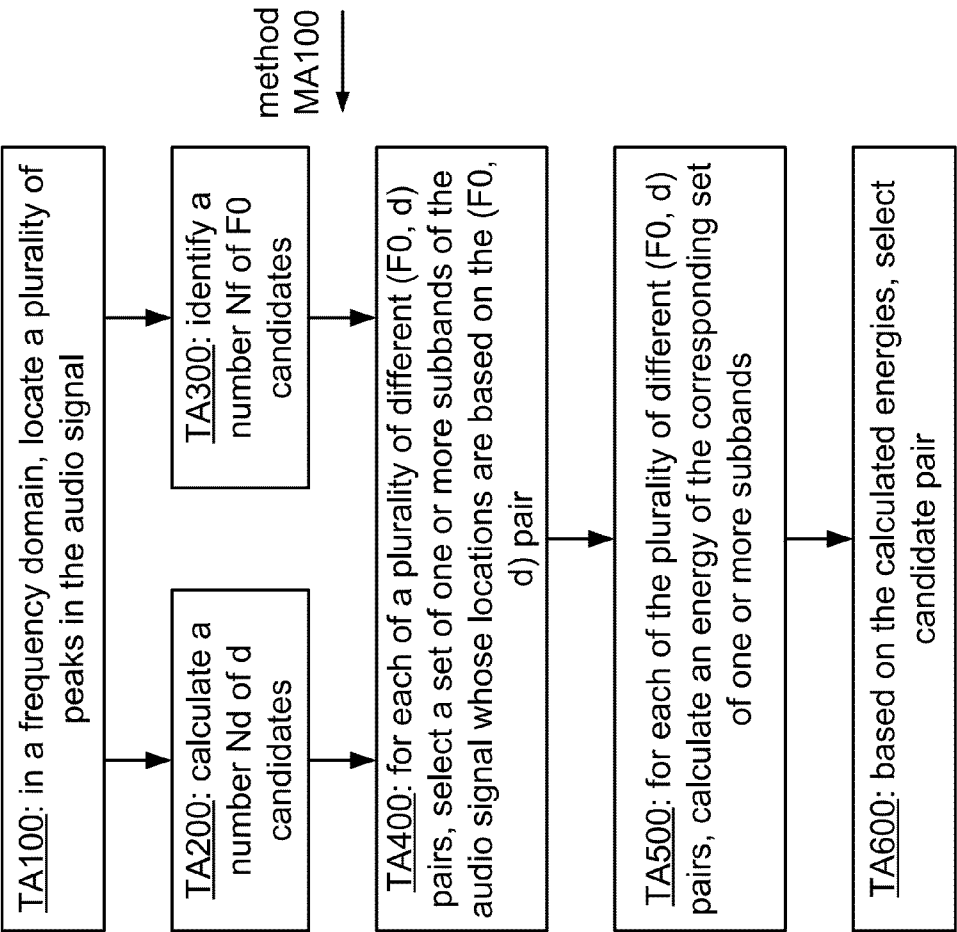 method
MA100
TA100: in a frequency domain, locate a plurality of
peaks in the audio signal
TA200: calculate a
number Nd of d
candidates
TA300: identify a
number Nf of F0
candidates
TA400: for each of a plurality of different (F0, d)
pairs, select a set of one or more subbands of the
audio signal whose locations are based on the (F0,
d) pair
TA500: for each of the plurality of different (F0, d)
pairs, calculate an energy of the corresponding set
of one or more subbands
TA600: based on the calculated energies, select
candidate pair